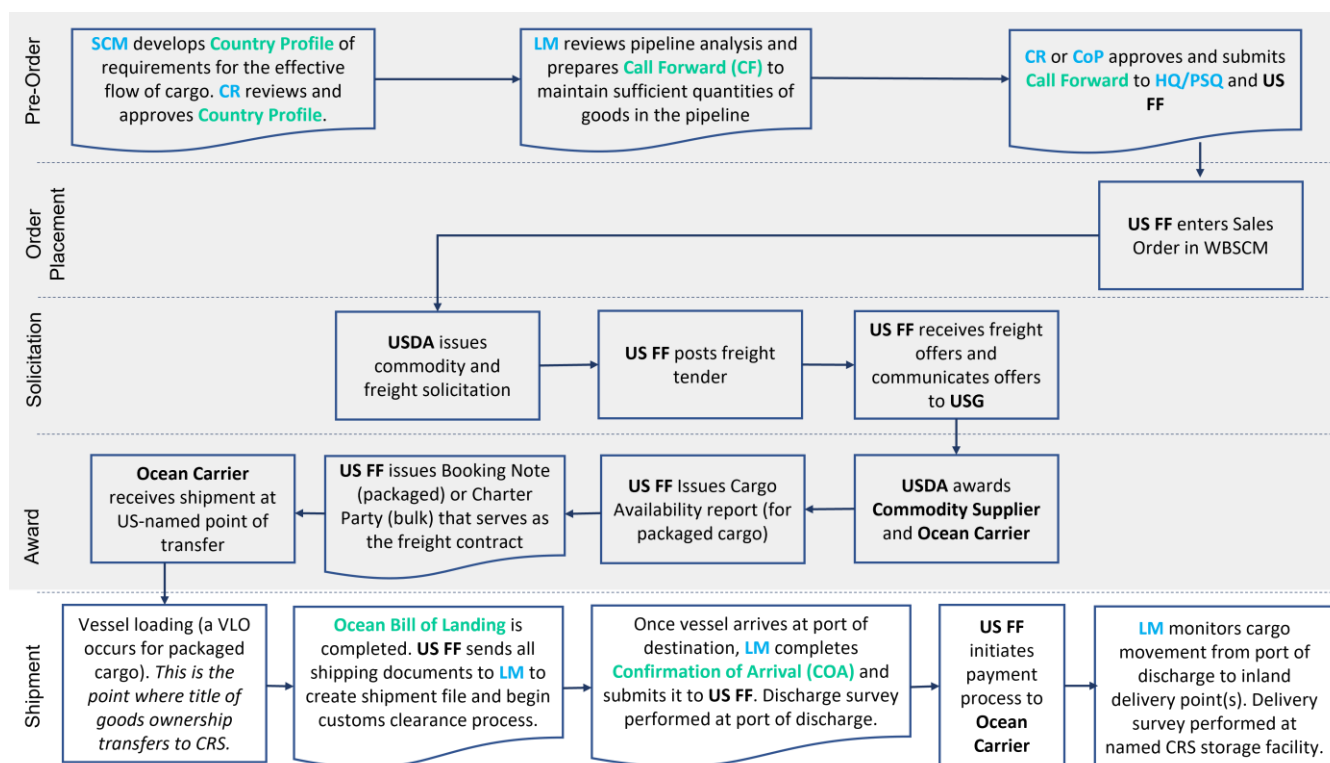 Pre-Order
SCM develops Country Profile of
requirements for the effective
flow of cargo. CR reviews and
approves Country Profile.
LM reviews pipeline analysis and
prepares Call Forward (CF) to
maintain sufficient quantities of
goods in the pipeline
CR or CoP approves and submits
Call Forward to HQ/PSQ and US
FF
Order
Placement
US FF enters Sales
Order in WBSCM
Solicitation
USDA issues
commodity and
freight solicitation
US FF posts freight
tender
US FF receives freight
offers and
communicates offers
to USG
Award
Ocean Carrier
receives shipment at
US-named point of
transfer
US FF issues Booking Note
(packaged) or Charter
Party (bulk) that serves as
the freight contract
US FF Issues Cargo
Availability report (for
packaged cargo)
USDA awards
Commodity Supplier
and Ocean Carrier
Shipment
Vessel loading (a VLO
occurs for packaged
cargo). This is the
point where title of
goods ownership
transfers to CRS.
Ocean Bill of Landing is
completed. US FF sends all
shipping documents to LM to
create shipment file and begin
customs clearance process.
Once vessel arrives at port of
destination, LM completes
Confirmation of Arrival (COA) and
submits it to US FF. Discharge survey
performed at port of discharge.
US FF
initiates
payment
process to
Ocean
Carrier
LM monitors cargo
movement from port of
discharge to inland
delivery point(s). Delivery
survey performed at
named CRS storage facility.